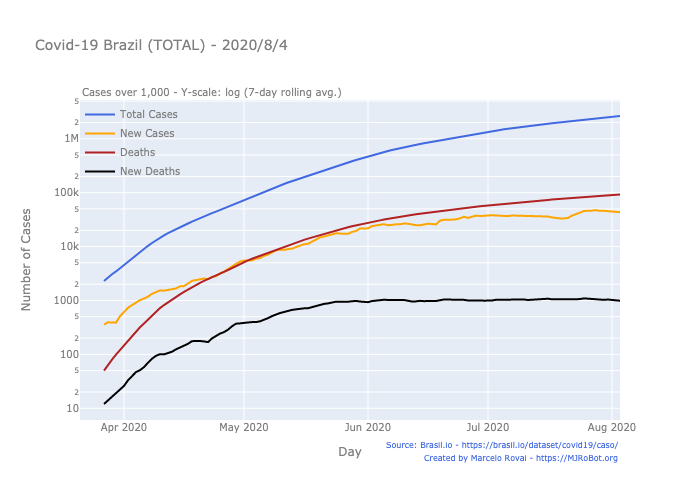 Covid-19 Brazil (TOTAL) - 2020/8/4
Cases over 1,000 - Y-scale: log (7-day rolling avg.)
Total Cases
New Cases
Deaths
New Deaths
5
2
1M
5
2
100k
5
2
10k
5
2
1000
5
2
100
5
2
10
Number of Cases
Apr 2020
May 2020
Jun 2020
Jul 2020
Aug 2020
Day
Source: Brasil.io - https://brasil.io/dataset/covid19/caso/
Created by Marcelo Rovai - https://MJRoBot.org